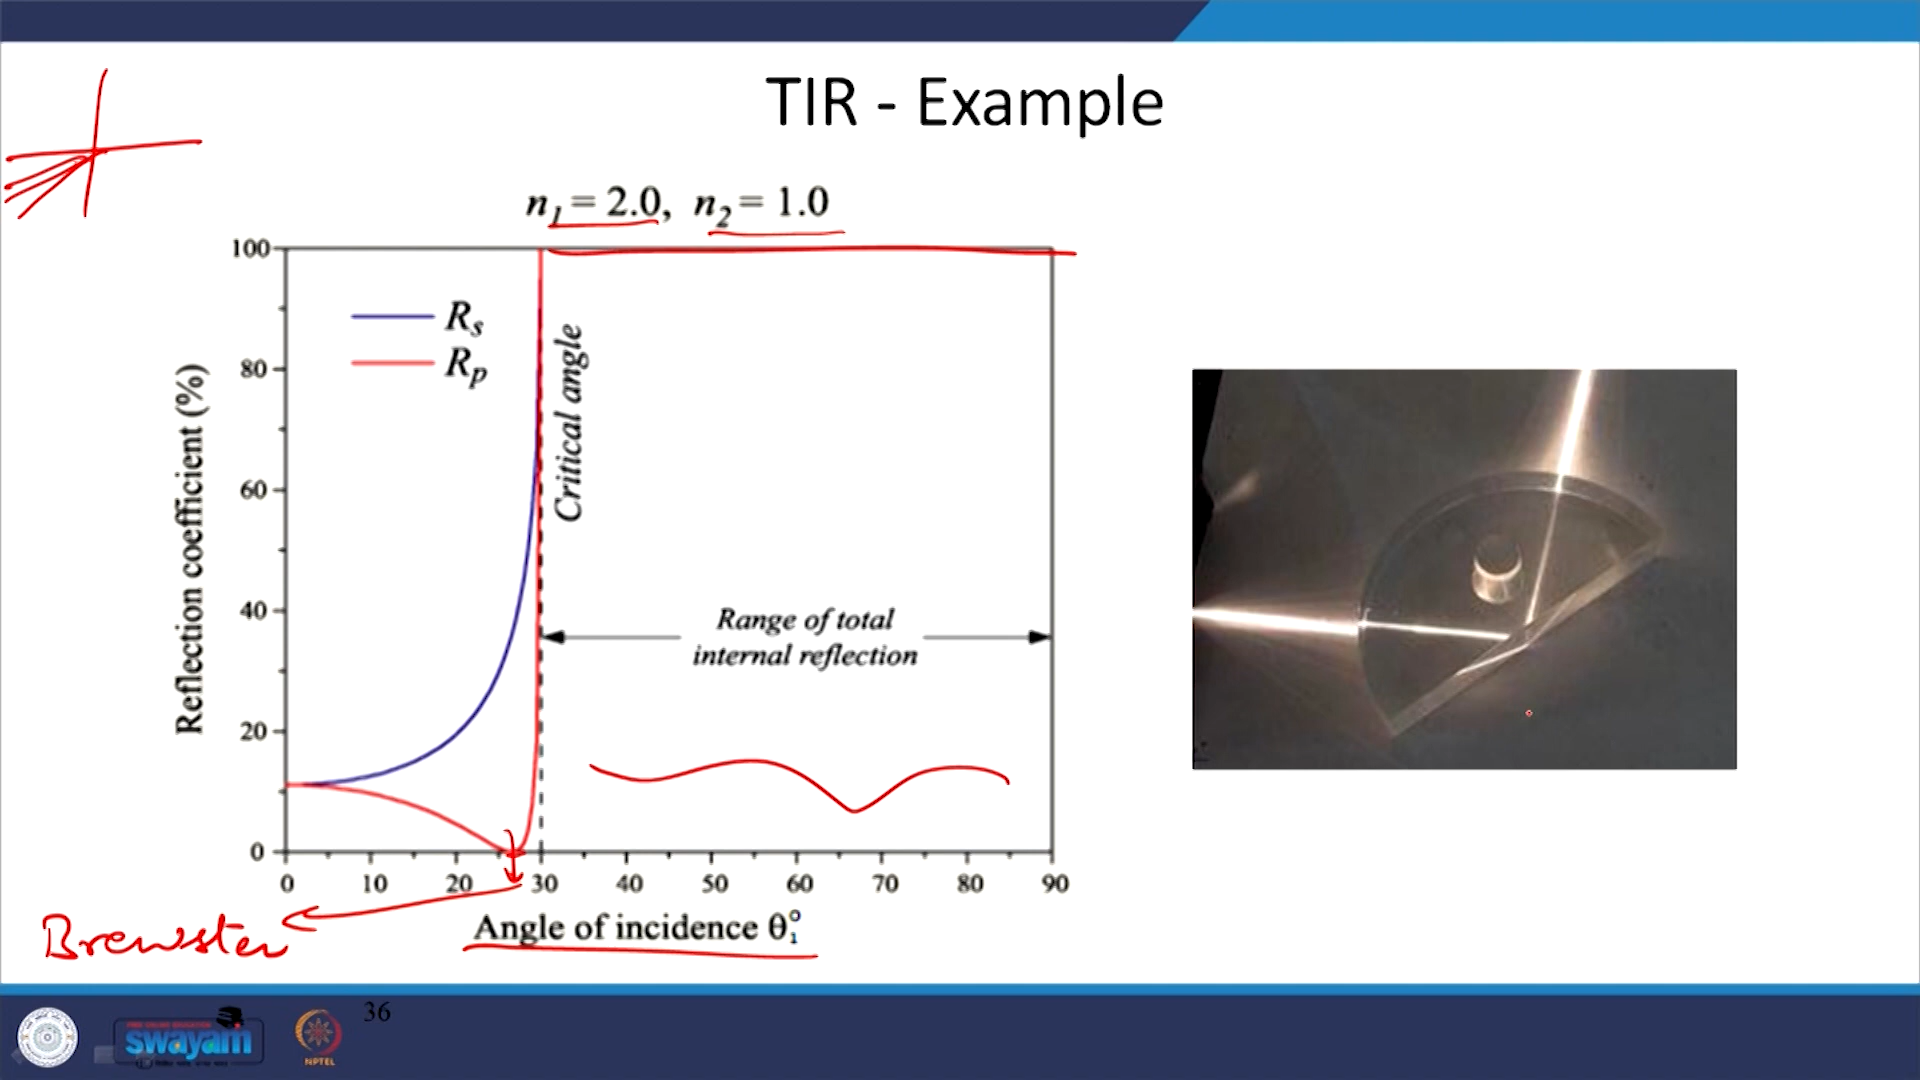 TIR - Example
n1 = 2.0, n2 = 1.0
Reflection coefficient (%)
100
80
60
40
20
0
Rs
Rp
Critical angle
Range of total
internal reflection
0 10 20 30 40 50 60 70 80 90
Angle of incidence θ1°
Brewster
36
swayam
NPTEL